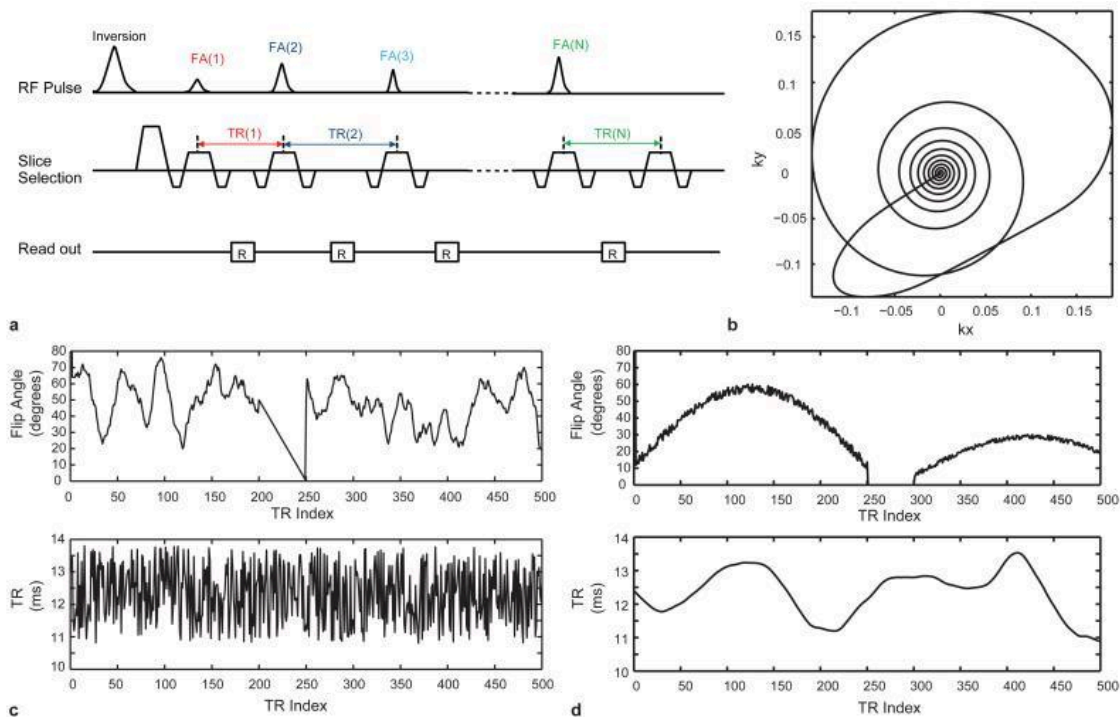 Inversion
FA(1)
FA(2)
FA(3)
FA(N)
RF Pulse
TR(1)
TR(2)
TR(N)
Slice
Selection
Read out
R
R
R
R
a
0.1
0.05
0
−0.05
−0.1
ky
−0.1
−0.05
0
0.05
0.1
0.15
kx
b
80
70
60
50
40
30
20
10
0
Flip Angle
(degrees)
0 50 100 150 200 250 300 350 400 450 500
TR Index
14
13
12
11
10
TR
(ms)
0 50 100 150 200 250 300 350 400 450 500
TR Index
c
80
70
60
50
40
30
20
10
0
Flip Angle
(degrees)
0 50 100 150 200 250 300 350 400 450 500
TR Index
14
13
12
11
10
TR
(ms)
0 50 100 150 200 250 300 350 400 450 500
TR Index
d